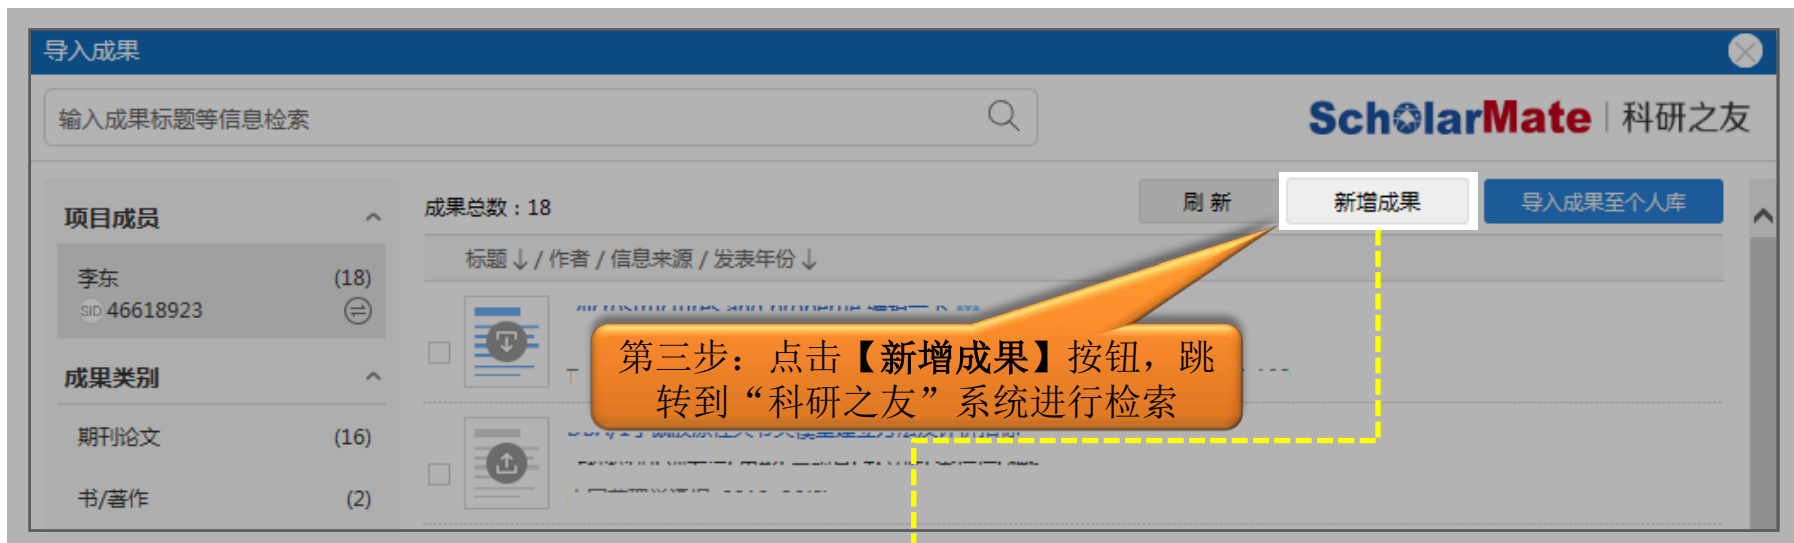 导入成果
输入成果标题等信息检索
ScholarMate 科研之友
项目成员
成果总数：18
刷 新
新增成果
导入成果至个人库
标题↓ / 作者 / 信息来源 / 发表年份↓
李东 (18)
SID 46618923
第三步：点击【新增成果】按钮，跳
转到“科研之友”系统进行检索
成果类别
期刊论文 (16)
书/著作 (2)